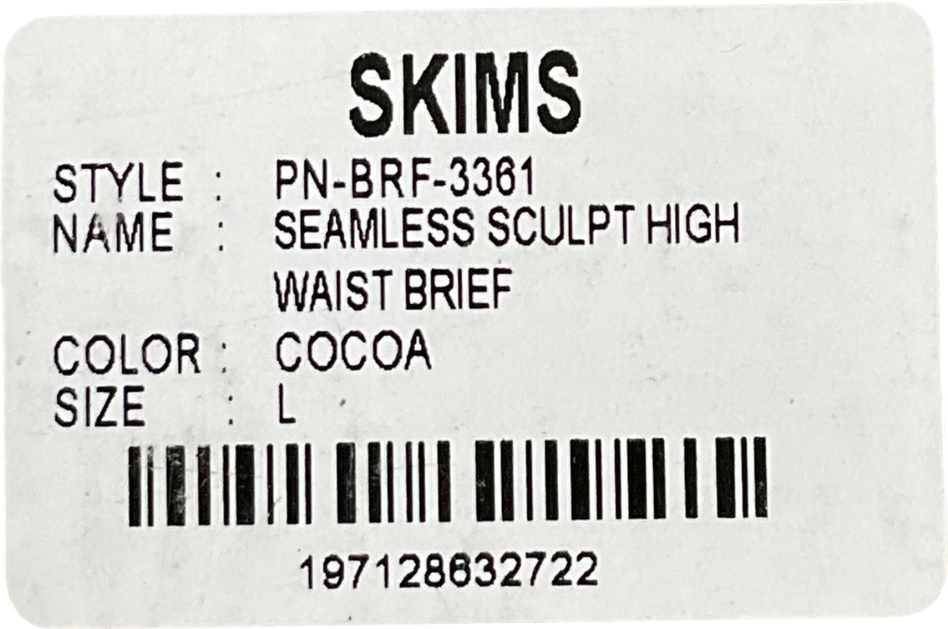 SKIMS
STYLE : PN-BRF-3361
NAME : SEAMLESS SCULPT HIGH
WAIST BRIEF
COLOR : COCOA
SIZE : L
197128632722